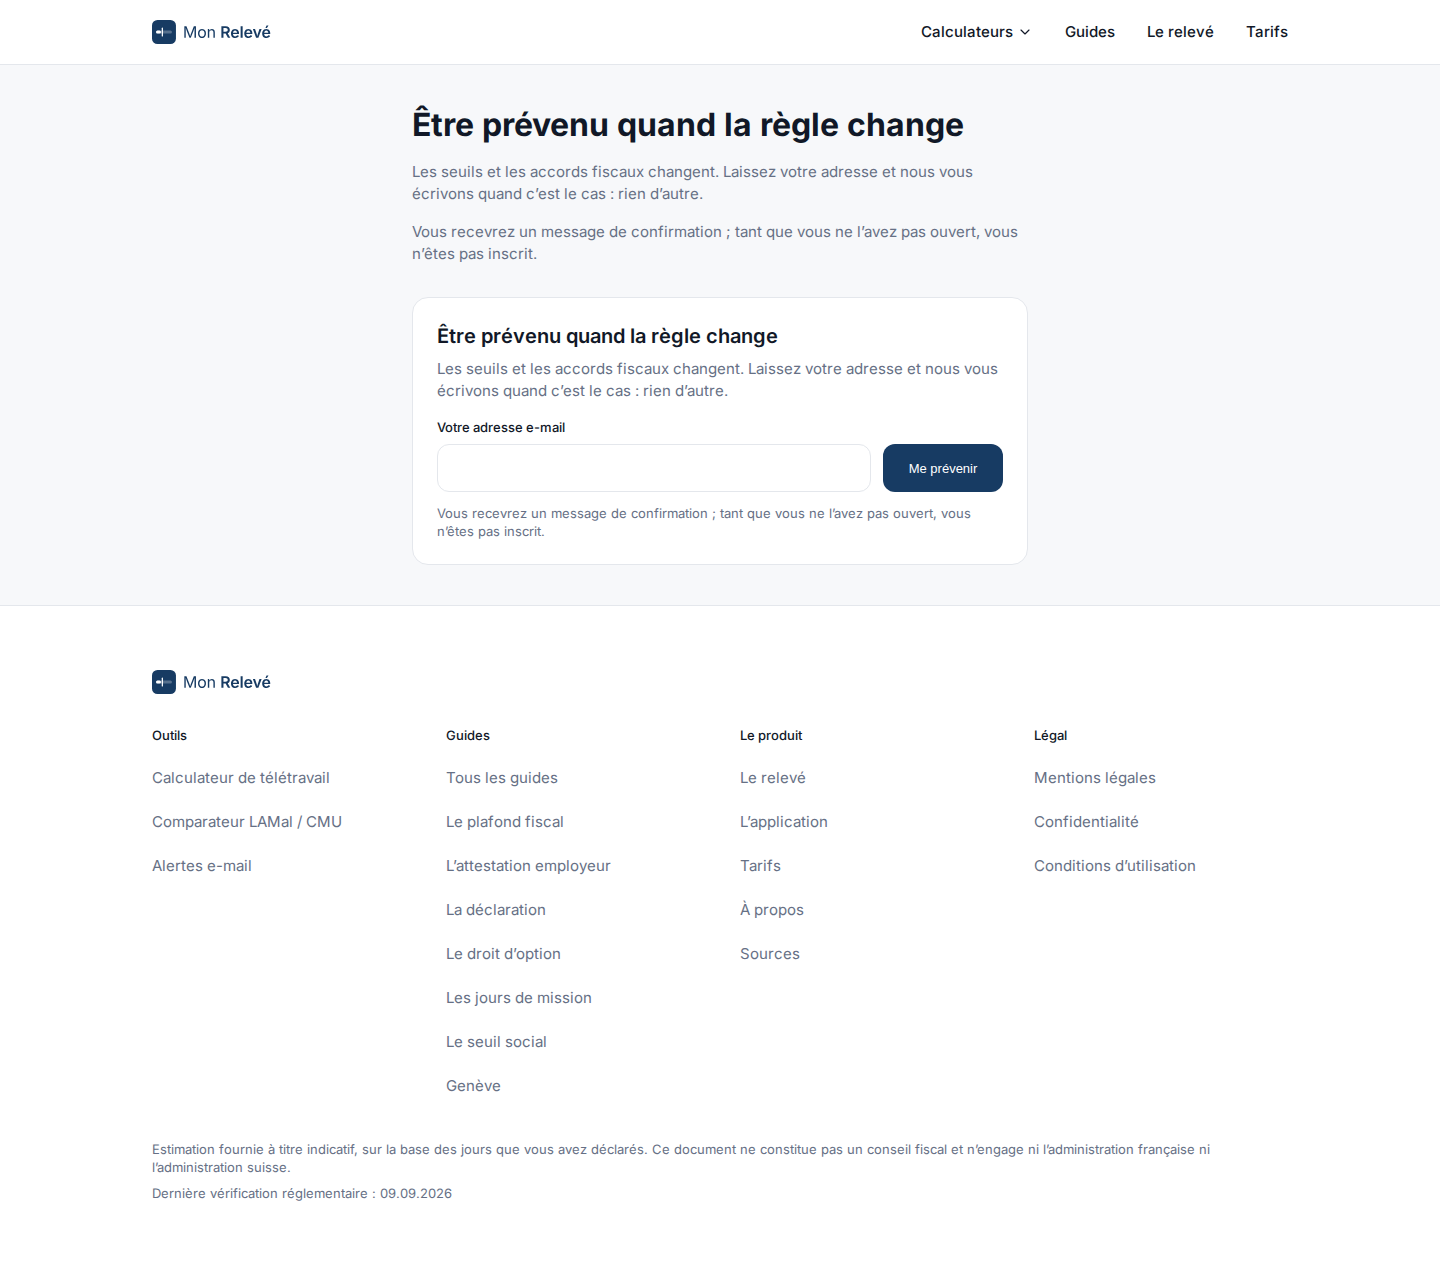 Mon Relevé
Calculateurs
Guides
Le relevé
Tarifs
Être prévenu quand la règle change
Les seuils et les accords fiscaux changent. Laissez votre adresse et nous vous
écrivons quand c’est le cas : rien d’autre.
Vous recevrez un message de confirmation ; tant que vous ne l’avez pas ouvert, vous
n’êtes pas inscrit.
Être prévenu quand la règle change
Les seuils et les accords fiscaux changent. Laissez votre adresse et nous vous
écrivons quand c’est le cas : rien d’autre.
Votre adresse e-mail
Me prévenir
Vous recevrez un message de confirmation ; tant que vous ne l’avez pas ouvert, vous
n’êtes pas inscrit.
Mon Relevé
Outils
Calculateur de télétravail
Comparateur LAMal / CMU
Alertes e-mail
Guides
Tous les guides
Le plafond fiscal
L’attestation employeur
La déclaration
Le droit d’option
Les jours de mission
Le seuil social
Genève
Le produit
Le relevé
L’application
Tarifs
À propos
Sources
Légal
Mentions légales
Confidentialité
Conditions d’utilisation
Estimation fournie à titre indicatif, sur la base des jours que vous avez déclarés. Ce document ne constitue pas un conseil fiscal et n’engage ni l’administration française ni
l’administration suisse.
Dernière vérification réglementaire : 09.09.2026